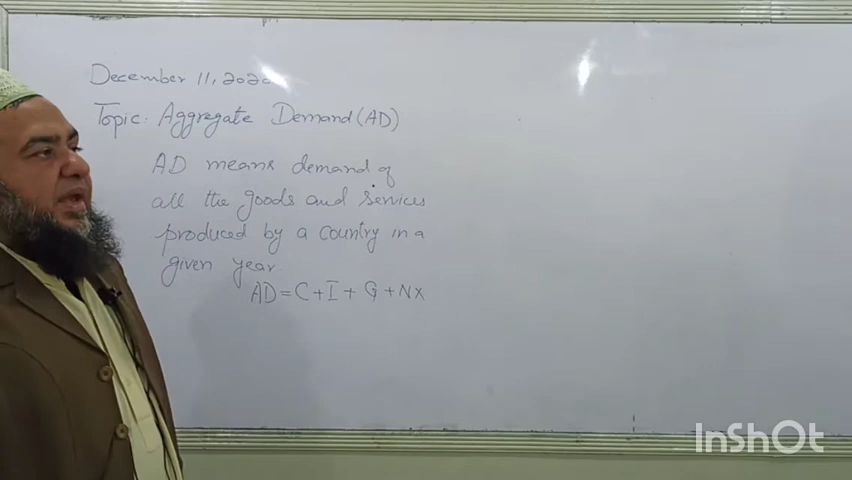 December 11, 2020
Topic: Aggregate Demand (AD)
AD means demand of
all the goods and services
produced by a country in a
given year.
AD = C + I + G + NX
InShOt